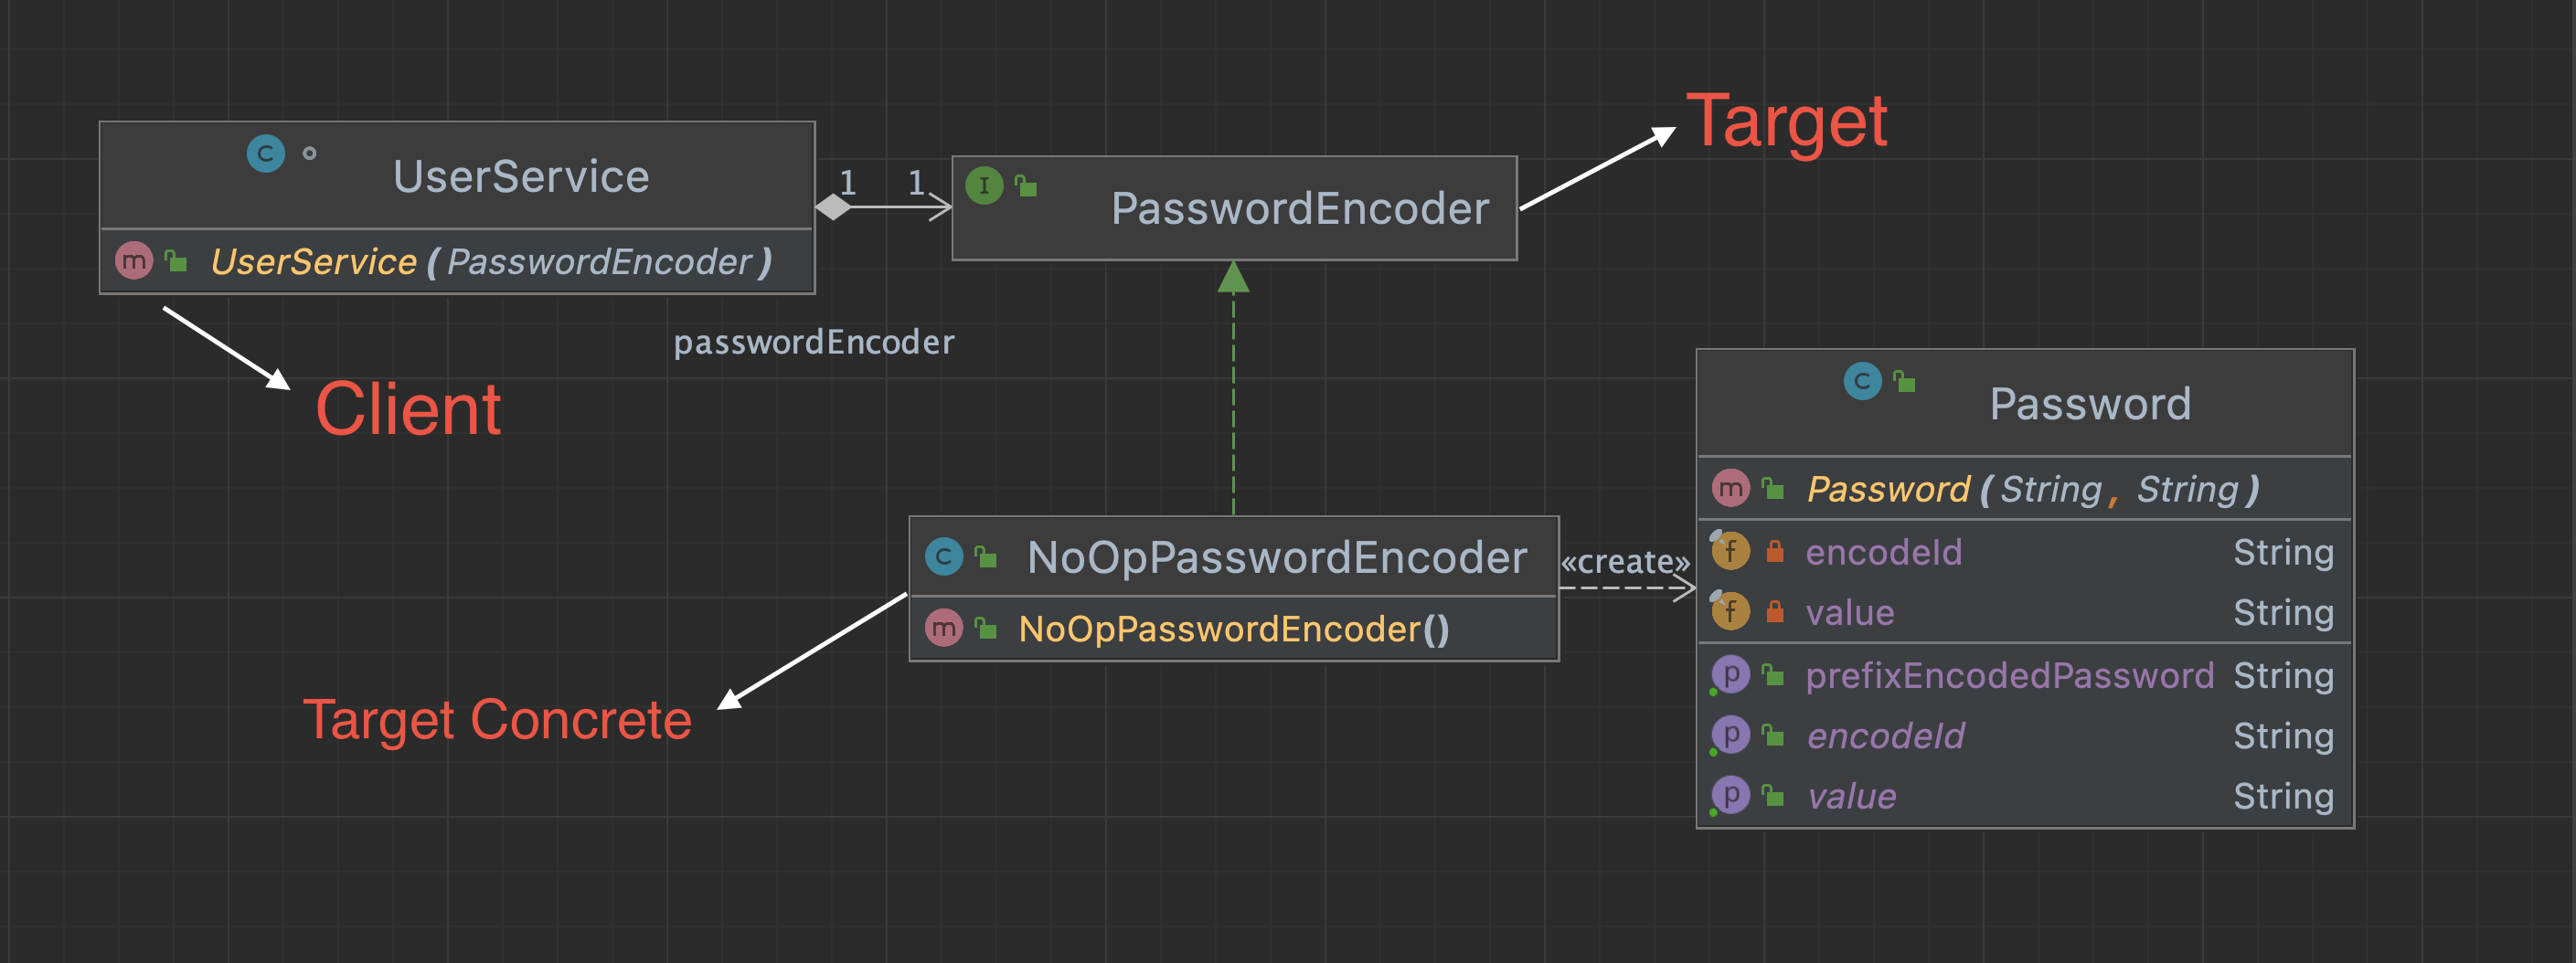 Target
C
UserService
m UserService(PasswordEncoder)
1 1
I PasswordEncoder
passwordEncoder
Client
C
Password
m Password(String, String)
f encodeId String
f value String
p prefixEncodedPassword String
p encodeId String
p value String
C NoOpPasswordEncoder
m NoOpPasswordEncoder()
«create»
Target Concrete